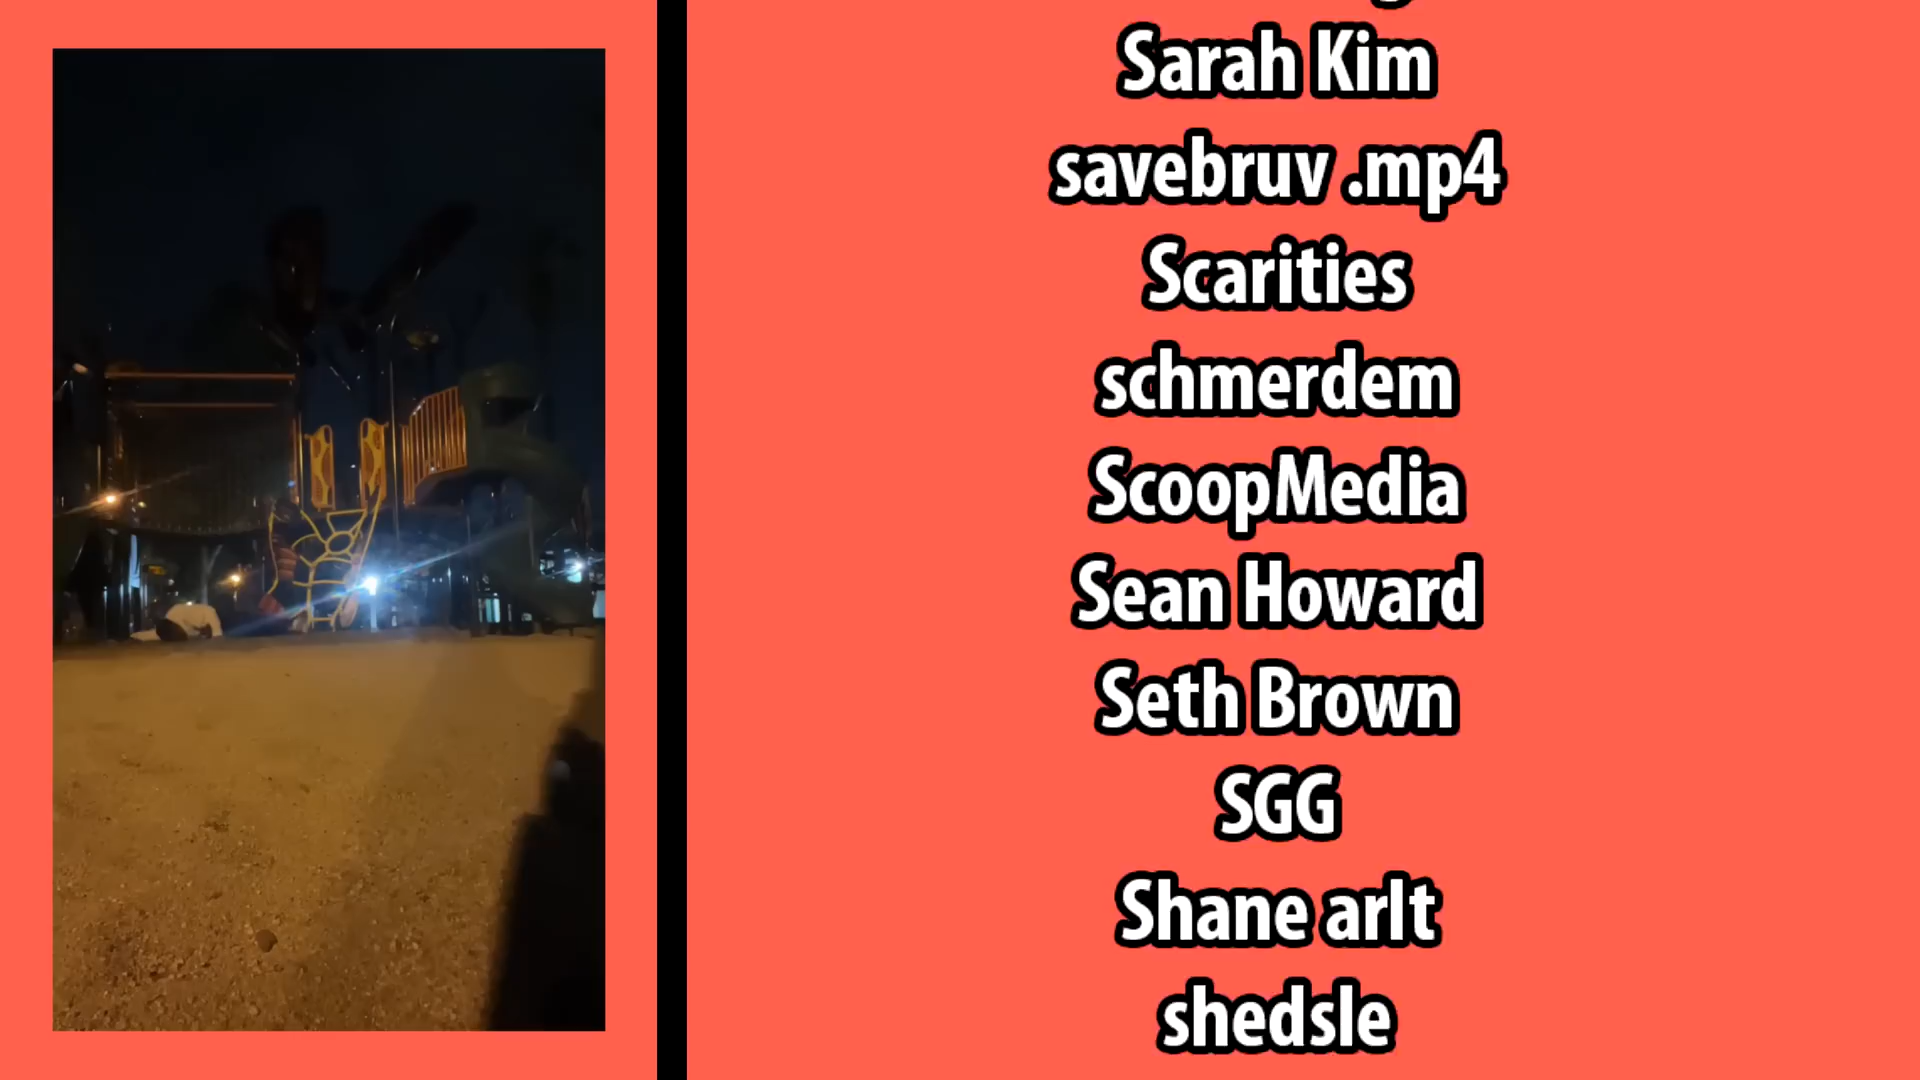 Sarah Kim
savebruv .mp4
Scarities
schmerdem
ScoopMedia
Sean Howard
Seth Brown
SGG
Shane arlt
shedsle